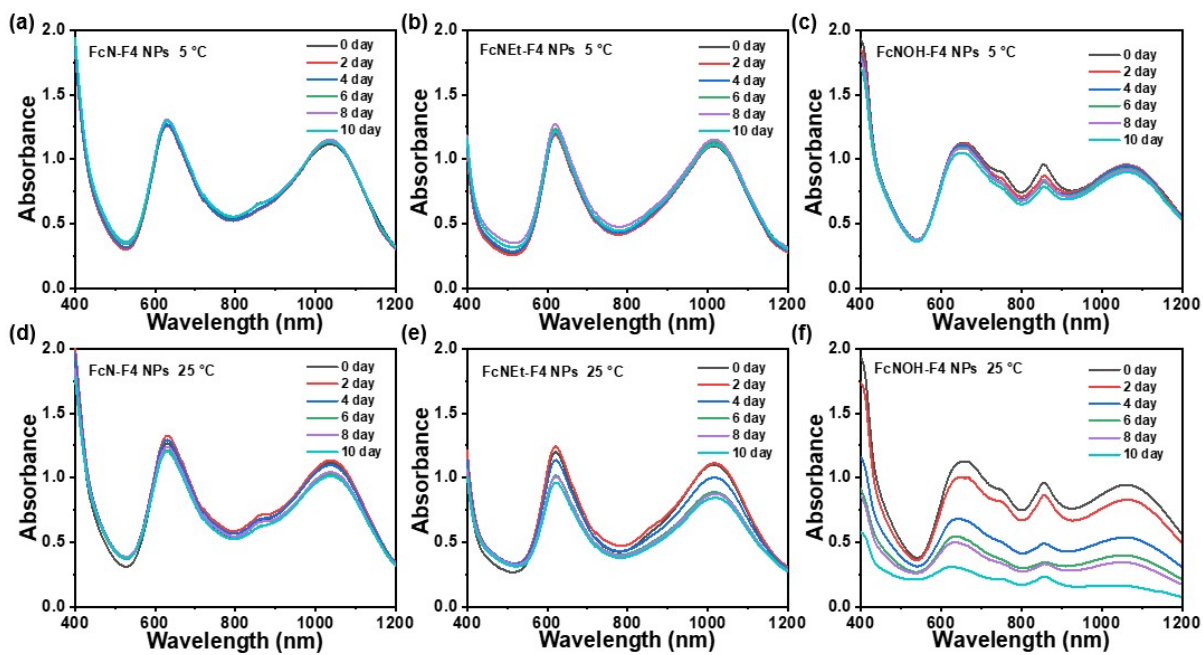 (a)
FcN-F4 NPs 5 °C
0 day
2 day
4 day
6 day
8 day
10 day
2.0
1.5
1.0
0.5
0.0
Absorbance
400 600 800 1000 1200
Wavelength (nm)
(b)
FcNEt-F4 NPs 5 °C
0 day
2 day
4 day
6 day
8 day
10 day
2.0
1.5
1.0
0.5
0.0
Absorbance
400 600 800 1000 1200
Wavelength (nm)
(c)
FcNOH-F4 NPs 5 °C
0 day
2 day
4 day
6 day
8 day
10 day
2.0
1.5
1.0
0.5
0.0
Absorbance
400 600 800 1000 1200
Wavelength (nm)
(d)
FcN-F4 NPs 25 °C
0 day
2 day
4 day
6 day
8 day
10 day
2.0
1.5
1.0
0.5
0.0
Absorbance
400 600 800 1000 1200
Wavelength (nm)
(e)
FcNEt-F4 NPs 25 °C
0 day
2 day
4 day
6 day
8 day
10 day
2.0
1.5
1.0
0.5
0.0
Absorbance
400 600 800 1000 1200
Wavelength (nm)
(f)
FcNOH-F4 NPs 25 °C
0 day
2 day
4 day
6 day
8 day
10 day
2.0
1.5
1.0
0.5
0.0
Absorbance
400 600 800 1000 1200
Wavelength (nm)